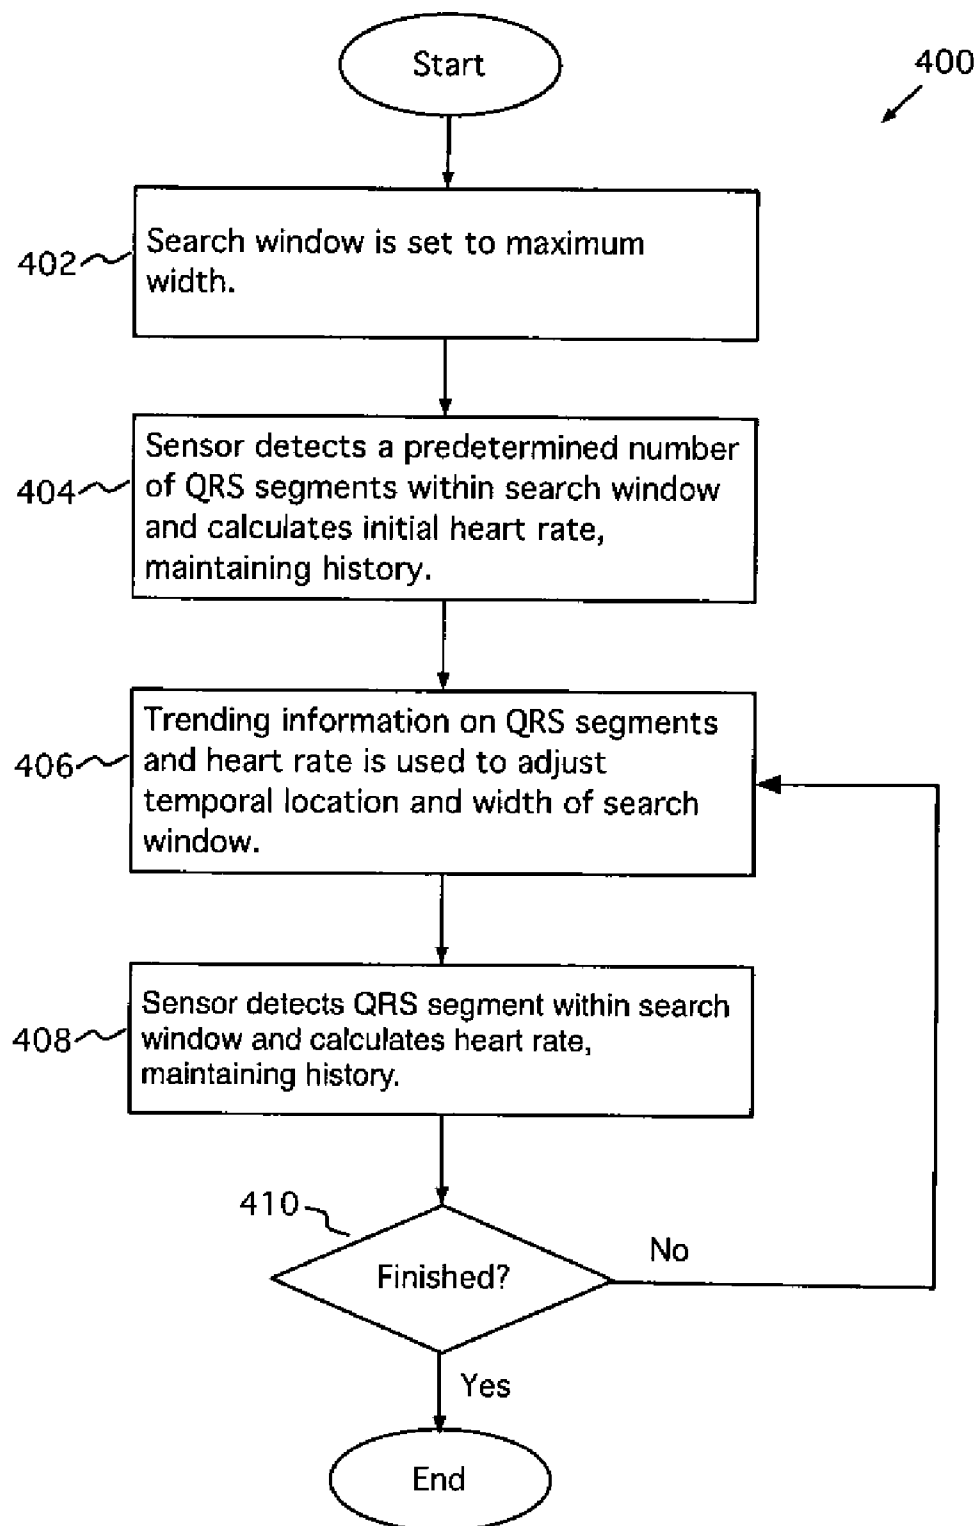 Start
400
402
Search window is set to maximum
width.
404
Sensor detects a predetermined number
of QRS segments within search window
and calculates initial heart rate,
maintaining history.
406
Trending information on QRS segments
and heart rate is used to adjust
temporal location and width of search
window.
408
Sensor detects QRS segment within search
window and calculates heart rate,
maintaining history.
410
Finished?
No
Yes
End